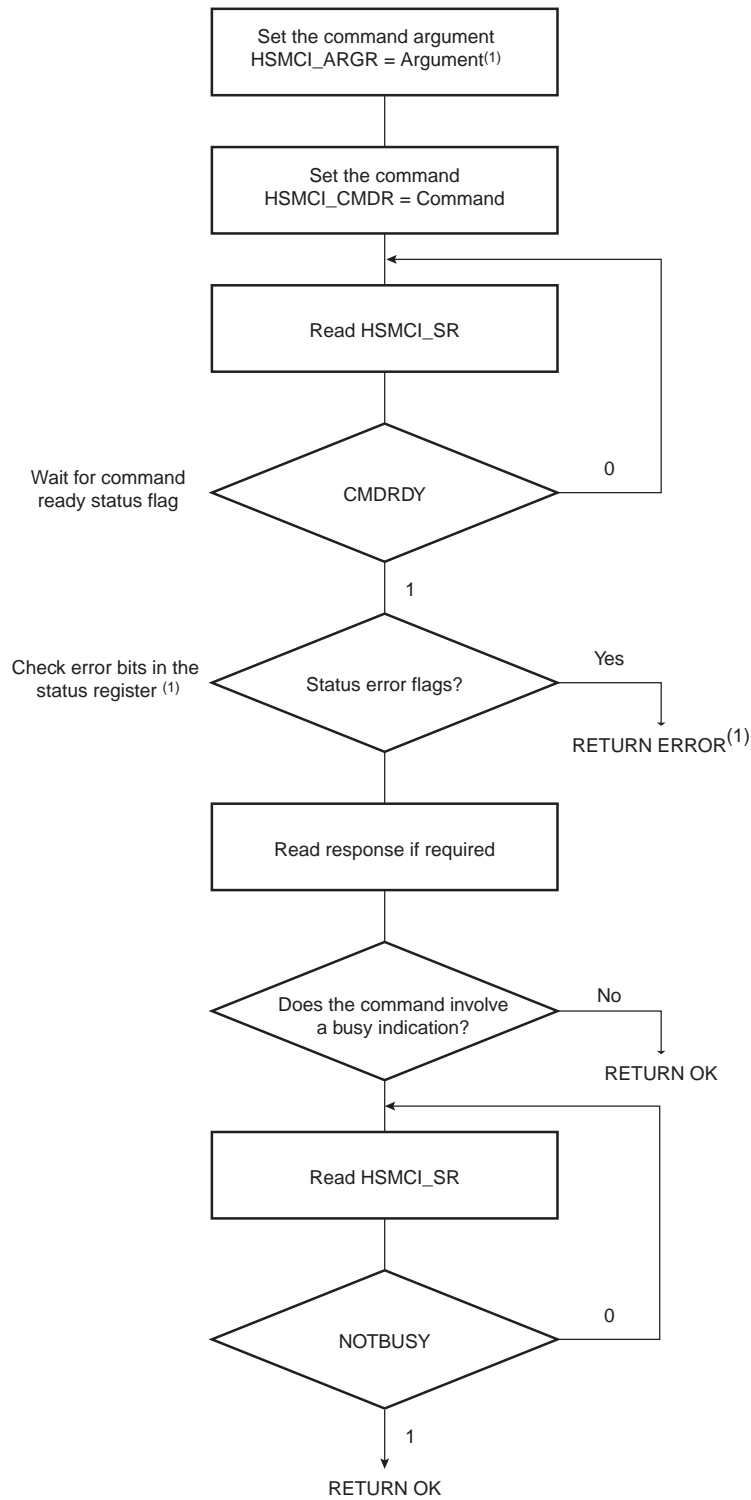 Set the command argument
HSMCI_ARGR = Argument(1)
Set the command
HSMCI_CMDR = Command
Read HSMCI_SR
Wait for command
ready status flag
CMDRDY
0
1
Check error bits in the
status register (1)
Status error flags?
Yes
RETURN ERROR(1)
Read response if required
Does the command involve
a busy indication?
No
RETURN OK
Read HSMCI_SR
NOTBUSY
0
1
RETURN OK